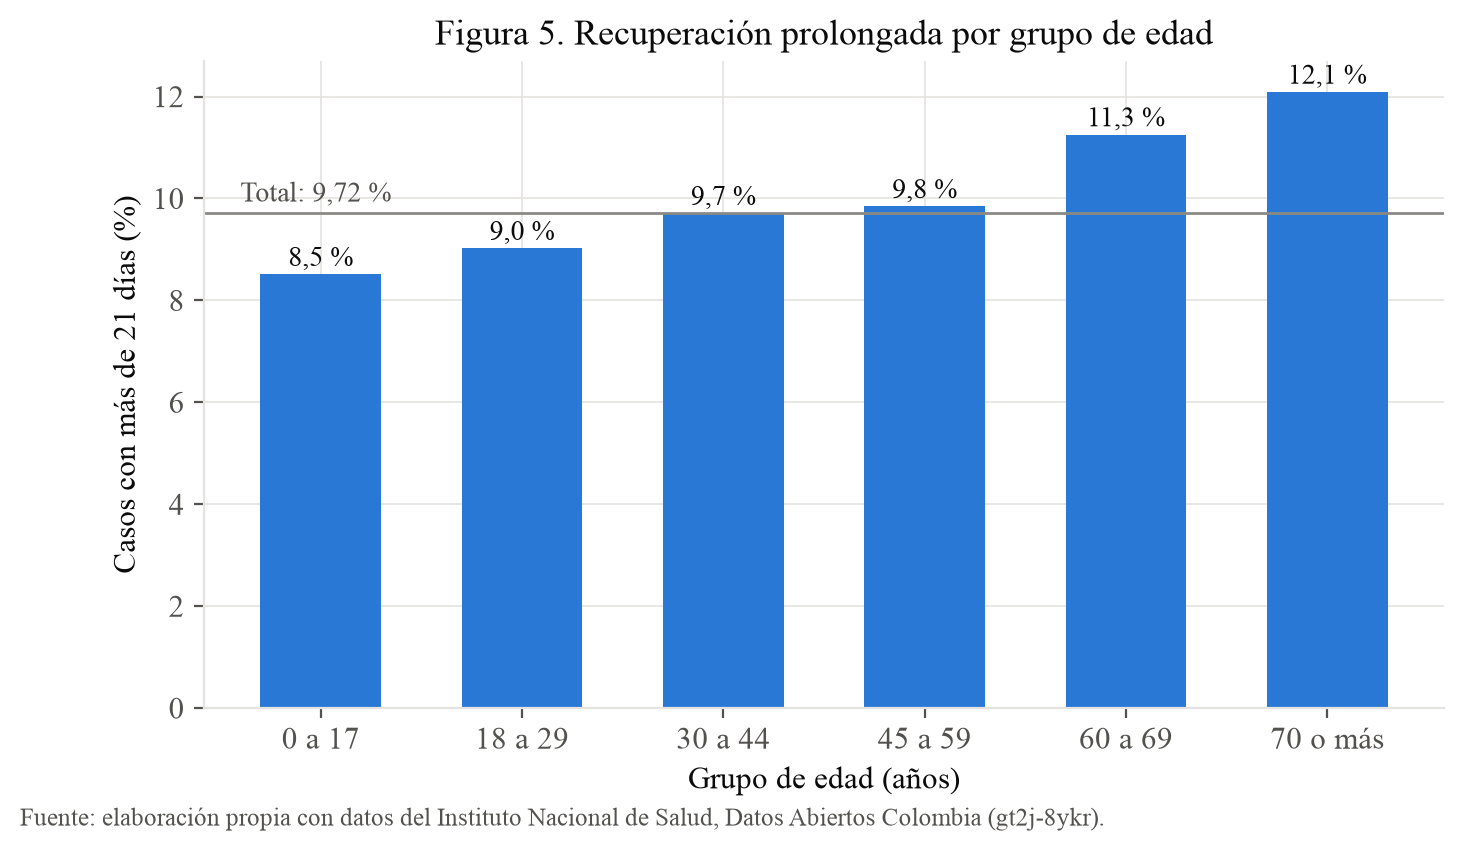 Figura 5. Recuperación prolongada por grupo de edad
Casos con más de 21 días (%)
12
10
8
6
4
2
0
Total: 9,72 %
8,5 %
9,0 %
9,7 %
9,8 %
11,3 %
12,1 %
0 a 17
18 a 29
30 a 44
45 a 59
60 a 69
70 o más
Grupo de edad (años)
Fuente: elaboración propia con datos del Instituto Nacional de Salud, Datos Abiertos Colombia (gt2j-8ykr).